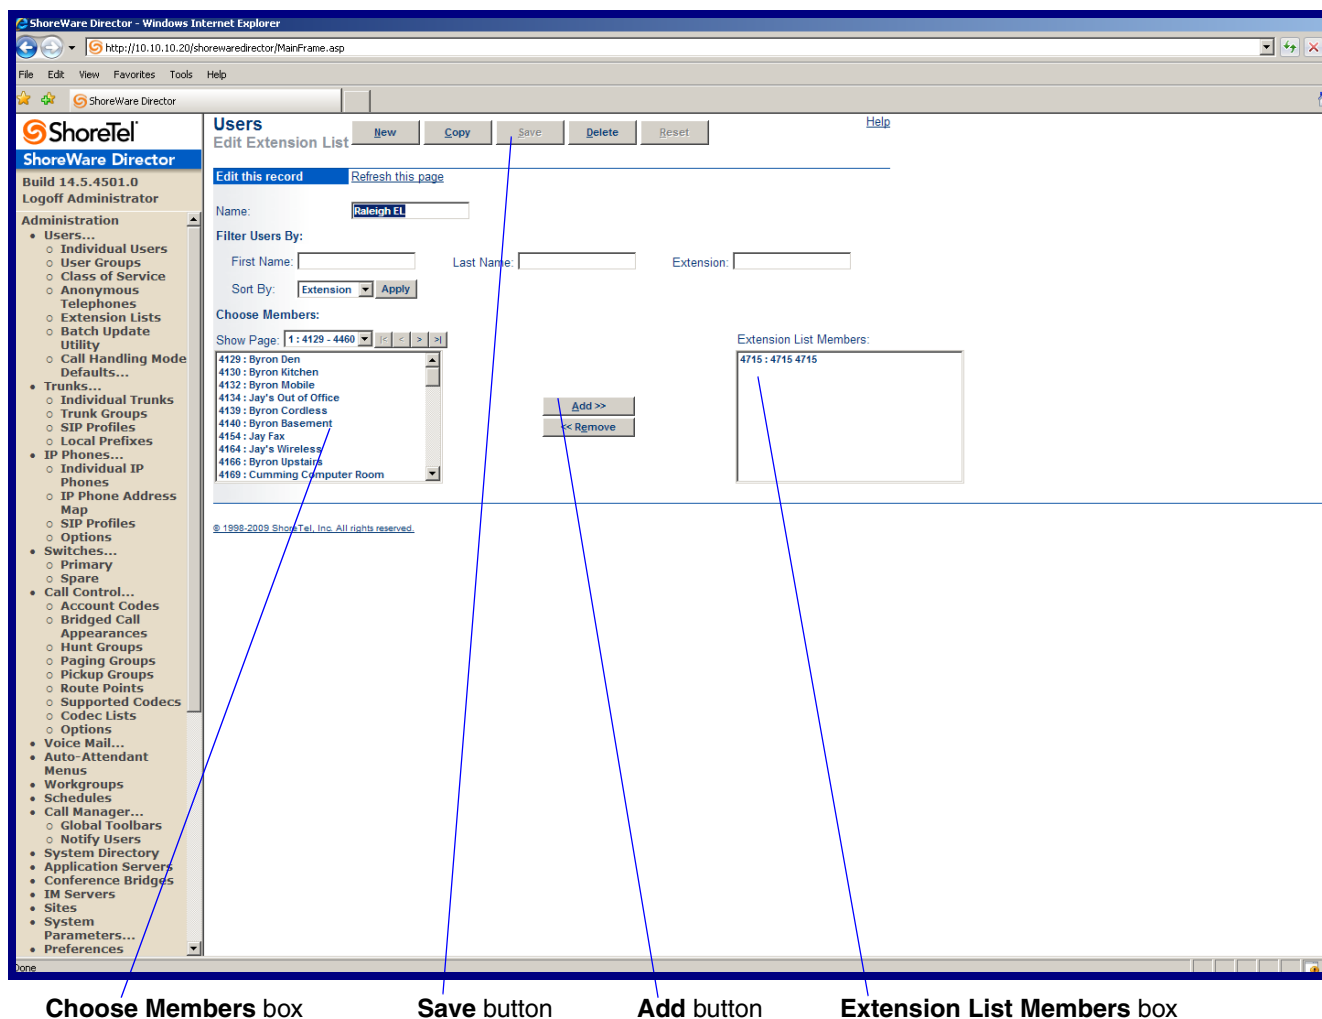 ShoreWare Director - Windows Internet Explorer
http://10.10.10.20/shorewaredirector/MainFrame.asp
File Edit View Favorites Tools Help
ShoreWare Director
ShoreTel
ShoreWare Director
Build 14.5.4501.0
Logoff Administrator
Administration
Users...
Individual Users
User Groups
Class of Service
Anonymous
Telephones
Extension Lists
Batch Update
Utility
Call Handling Mode
Defaults...
Trunks...
Individual Trunks
Trunk Groups
SIP Profiles
Local Prefixes
IP Phones...
Individual IP
Phones
IP Phone Address
Map
SIP Profiles
Options
Switches...
Primary
Spare
Call Control...
Account Codes
Bridged Call
Appearances
Hunt Groups
Paging Groups
Pickup Groups
Route Points
Supported Codecs
Codec Lists
Options
Voice Mail...
Auto-Attendant
Menus
Workgroups
Schedules
Call Manager...
Global Toolbars
Notify Users
System Directory
Application Servers
Conference Bridges
IM Servers
Sites
System
Parameters...
Preferences
Users
Edit Extension List
New Copy Save Delete Reset
Help
Edit this record Refresh this page
Name: Raleigh EL
Filter Users By:
First Name: Last Name: Extension:
Sort By: Extension Apply
Choose Members:
Show Page: 1 : 4129 - 4460 |< < > >|
4129 : Byron Den
4130 : Byron Kitchen
4132 : Byron Mobile
4134 : Jay's Out of Office
4139 : Byron Cordless
4140 : Byron Basement
4154 : Jay Fax
4164 : Jay's Wireless
4166 : Byron Upstairs
4169 : Cumming Computer Room
Add >>
<< Remove
Extension List Members:
4715 : 4715 4715
© 1998-2009 ShoreTel, Inc. All rights reserved.
Done
Choose Members box
Save button
Add button
Extension List Members box